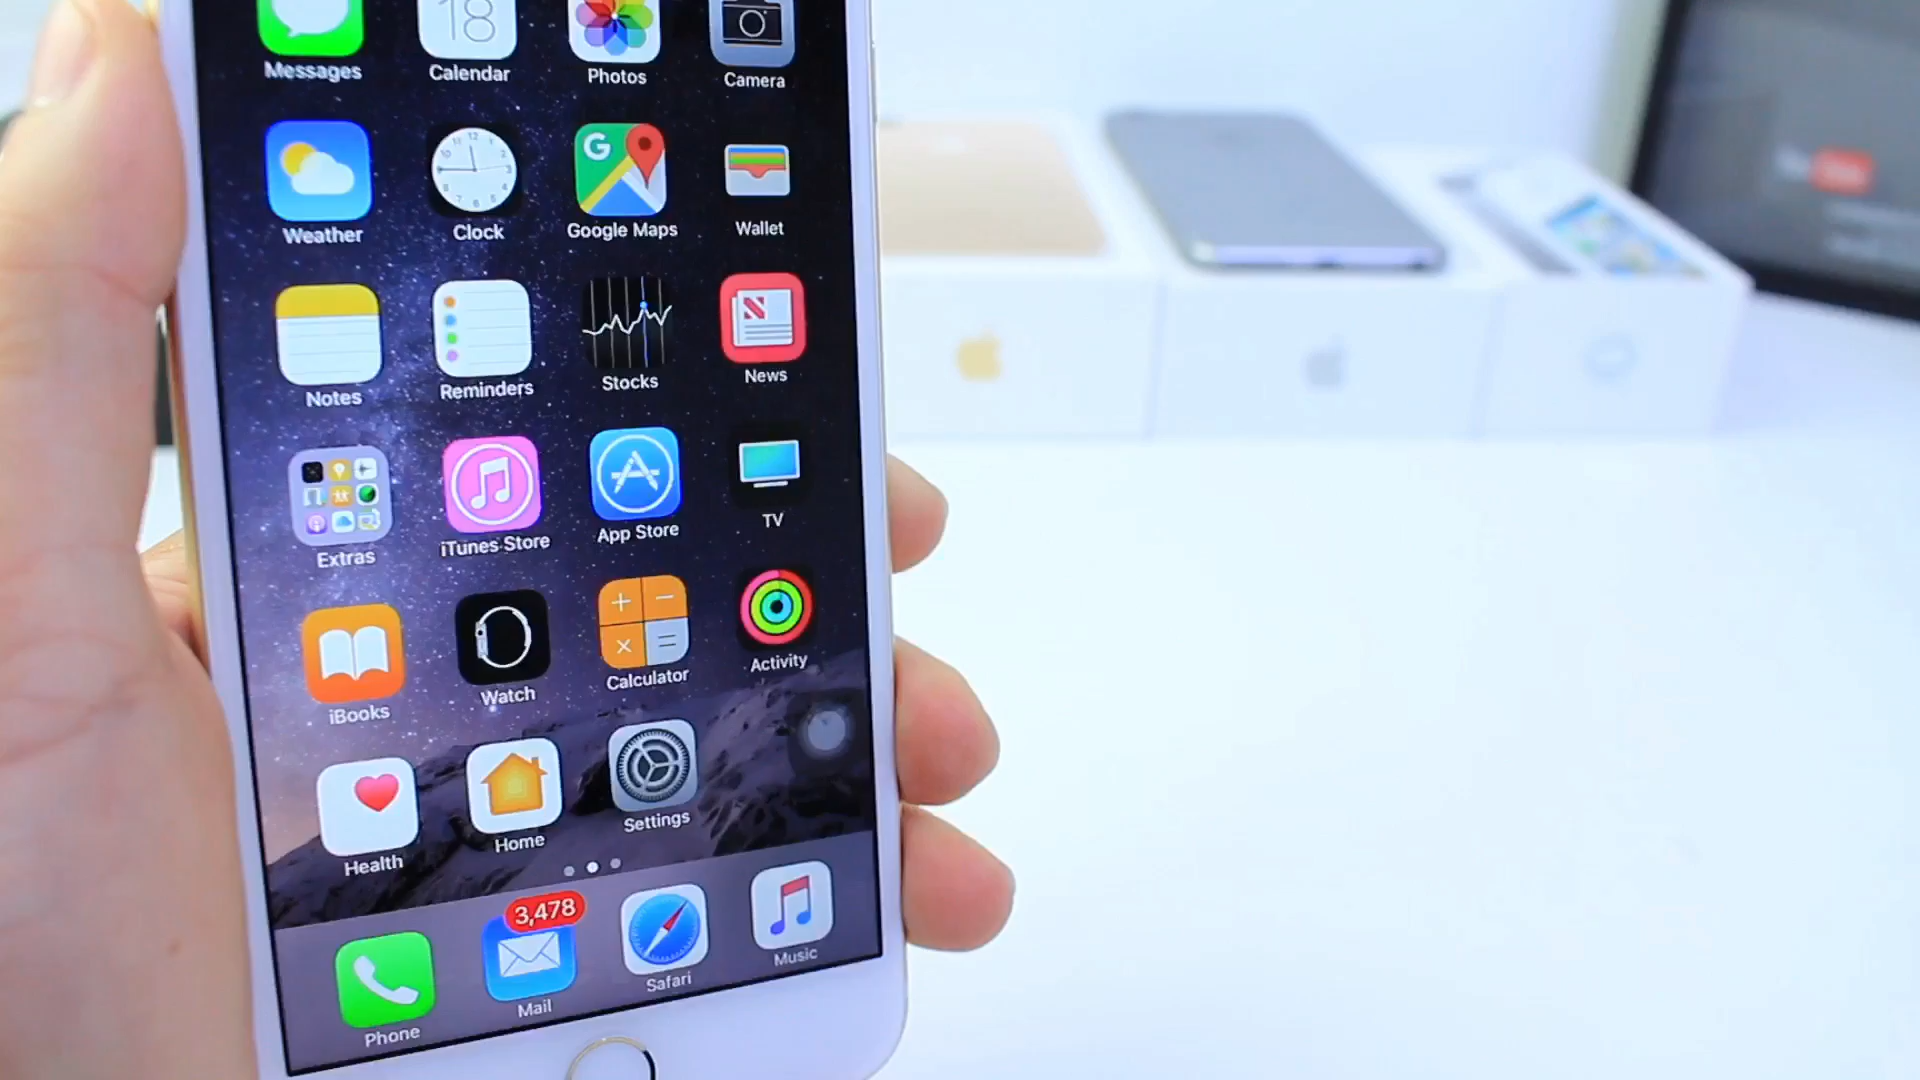 18
Messages
Calendar
Photos
Camera
G
Weather
Clock
Google Maps
Wallet
Notes
Reminders
Stocks
News
Extras
iTunes Store
App Store
TV
iBooks
Watch
Calculator
Activity
Health
Home
Settings
3,478
Phone
Mail
Safari
Music